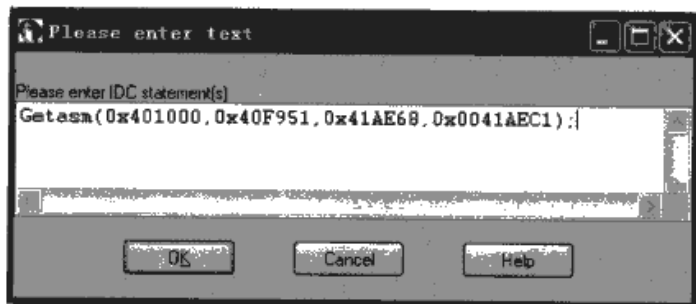 Please enter text
Please enter IDC statement(s)
Getasm(0x401000,0x40F951,0x41AE68,0x0041AEC1);
OK
Cancel
Help